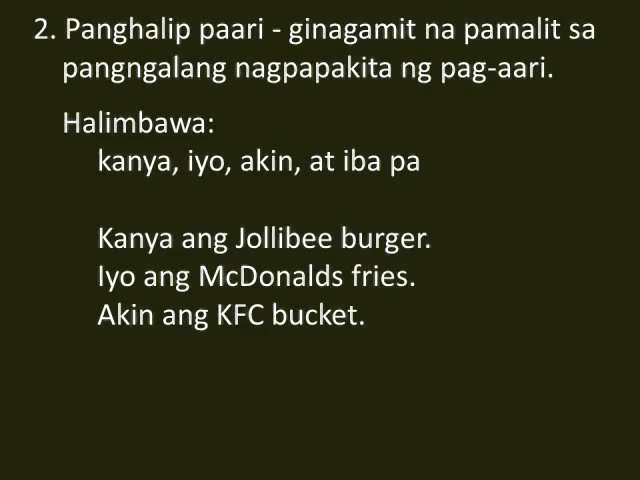 2. Panghalip paari - ginagamit na pamalit sa
pangngalang nagpapakita ng pag-aari.
Halimbawa:
kanya, iyo, akin, at iba pa
Kanya ang Jollibee burger.
Iyo ang McDonalds fries.
Akin ang KFC bucket.